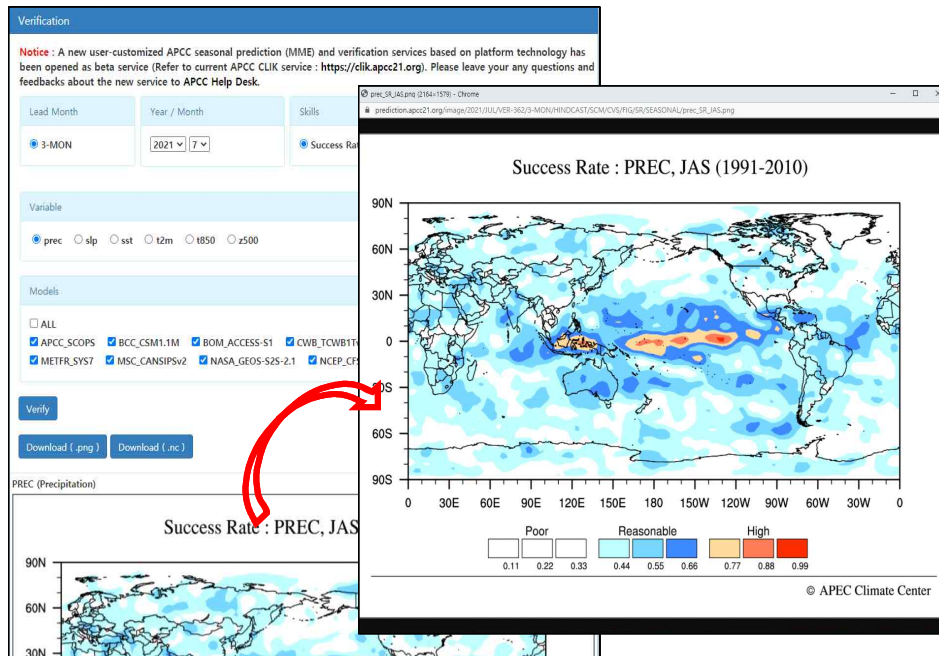 Verification
Notice : A new user-customized APCC seasonal prediction (MME) and verification services based on platform technology has
been opened as beta service (Refer to current APCC CLIK service : https://clik.apcc21.org). Please leave your any questions and
feedbacks about the new service to APCC Help Desk.
Lead Month
Year / Month
Skills
3-MON
2021
7
Success Rat
Variable
prec
slp
sst
t2m
t850
z500
Models
ALL
APCC_SCOPS
BCC_CSM1.1M
BOM_ACCESS-S1
METFR_SYS7
MSC_CANSIPSv2
NASA_GEOS-S2S-2.1
Verify
Download ( .png )
Download ( .nc )
PREC (Precipitation)
Success Rate : PREC, JAS
90N
60N
30N
prec_SR_JAS.png (2164×1579) - Chrome
prediction.apcc21.org/image/2021/JUL/VER-362/3-MON/HINDCAST/SCM/CVS/FIG/SR/SEASONAL/prec_SR_JAS.png
Success Rate : PREC, JAS (1991-2010)
90N
60N
30N
0
60S
90S
0 30E 60E 90E 120E 150E 180 150W 120W 90W 60W 30W 0
Poor Reasonable High
0.11 0.22 0.33 0.44 0.55 0.66 0.77 0.88 0.99
© APEC Climate Center